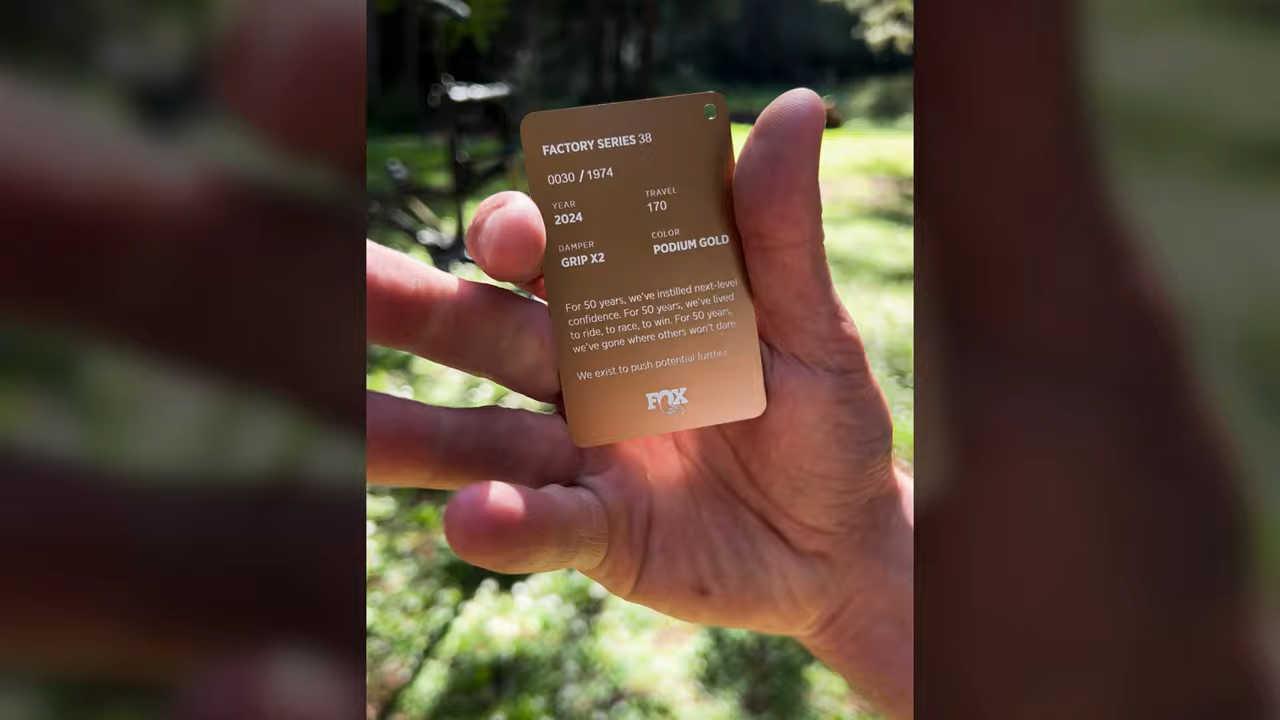 FACTORY SERIES 38
0030 / 1974
YEAR TRAVEL
2024 170
DAMPER COLOR
GRIP X2 PODIUM GOLD
For 50 years, we've instilled next-level
confidence. For 50 years, we've lived
to ride, to race, to win. For 50 years,
we've gone where others won't dare
We exist to push potential further.
FOX